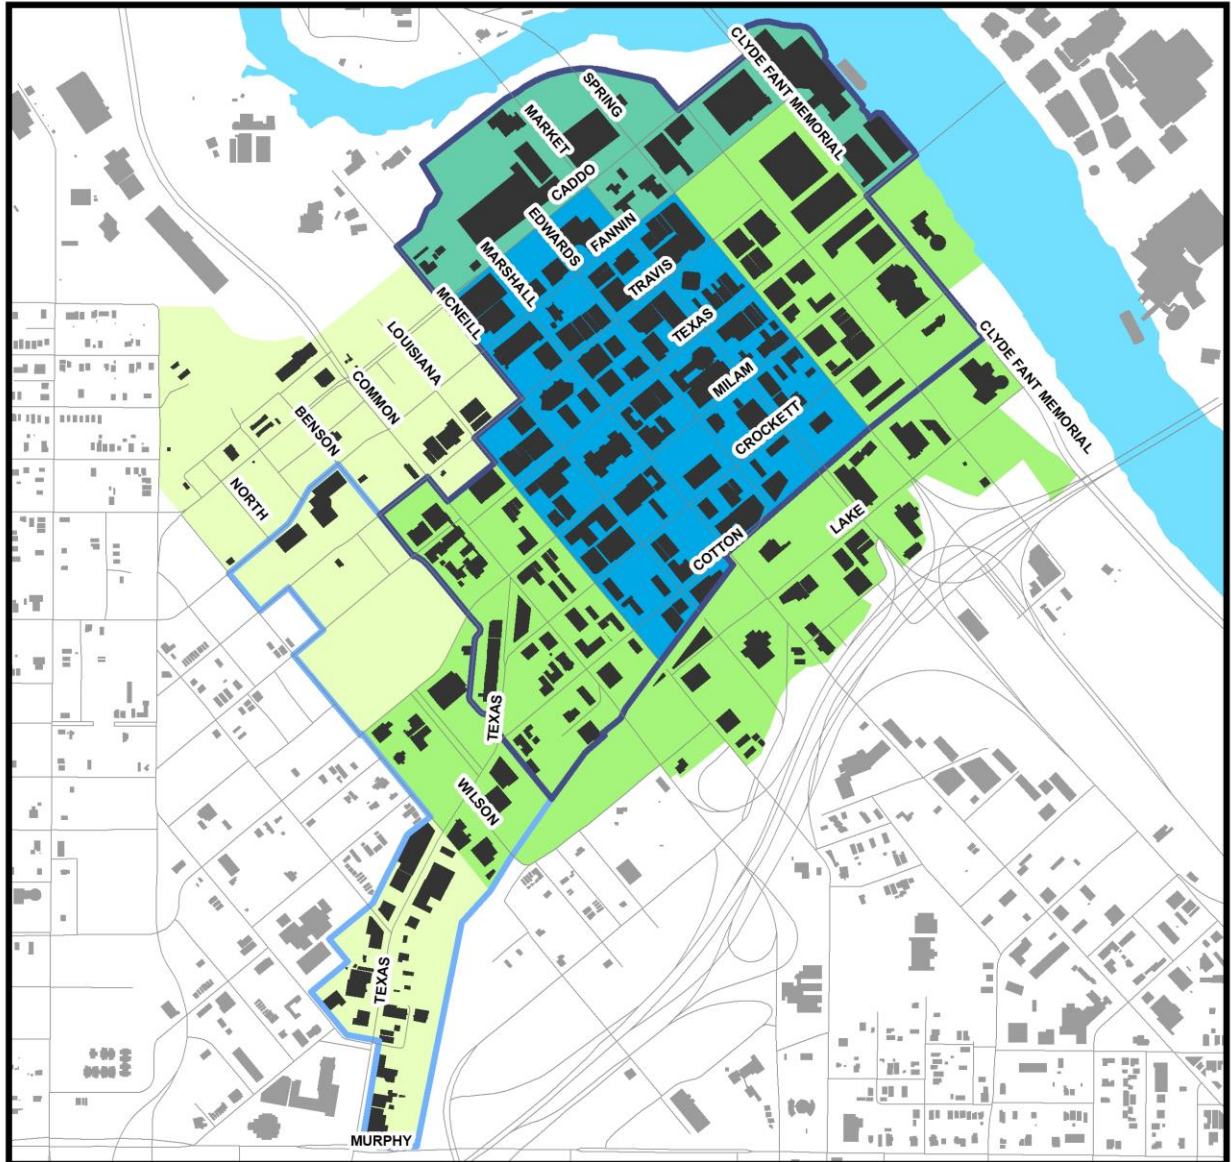 CLYDE FANT MEMORIAL
SPRING
MARKET
CADDO
EDWARDS
FANNIN
MARSHALL
TRAVIS
MCNEILL
TEXAS
LOUISIANA
MILAM
COMMON
CROCKETT
BENSON
CLYDE FANT MEMORIAL
NORTH
LAKE
COTTON
TEXAS
WILSON
TEXAS
MURPHY